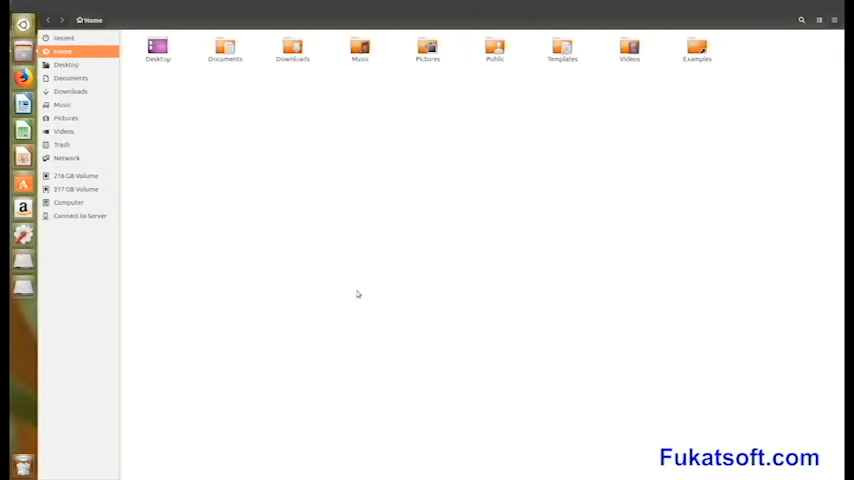 Home
Recent
Home
Desktop
Documents
Downloads
Music
Pictures
Videos
Trash
Network
216 GB Volume
217 GB Volume
Computer
Connect to Server
Desktop
Documents
Downloads
Music
Pictures
Public
Templates
Videos
Examples
Fukatsoft.com